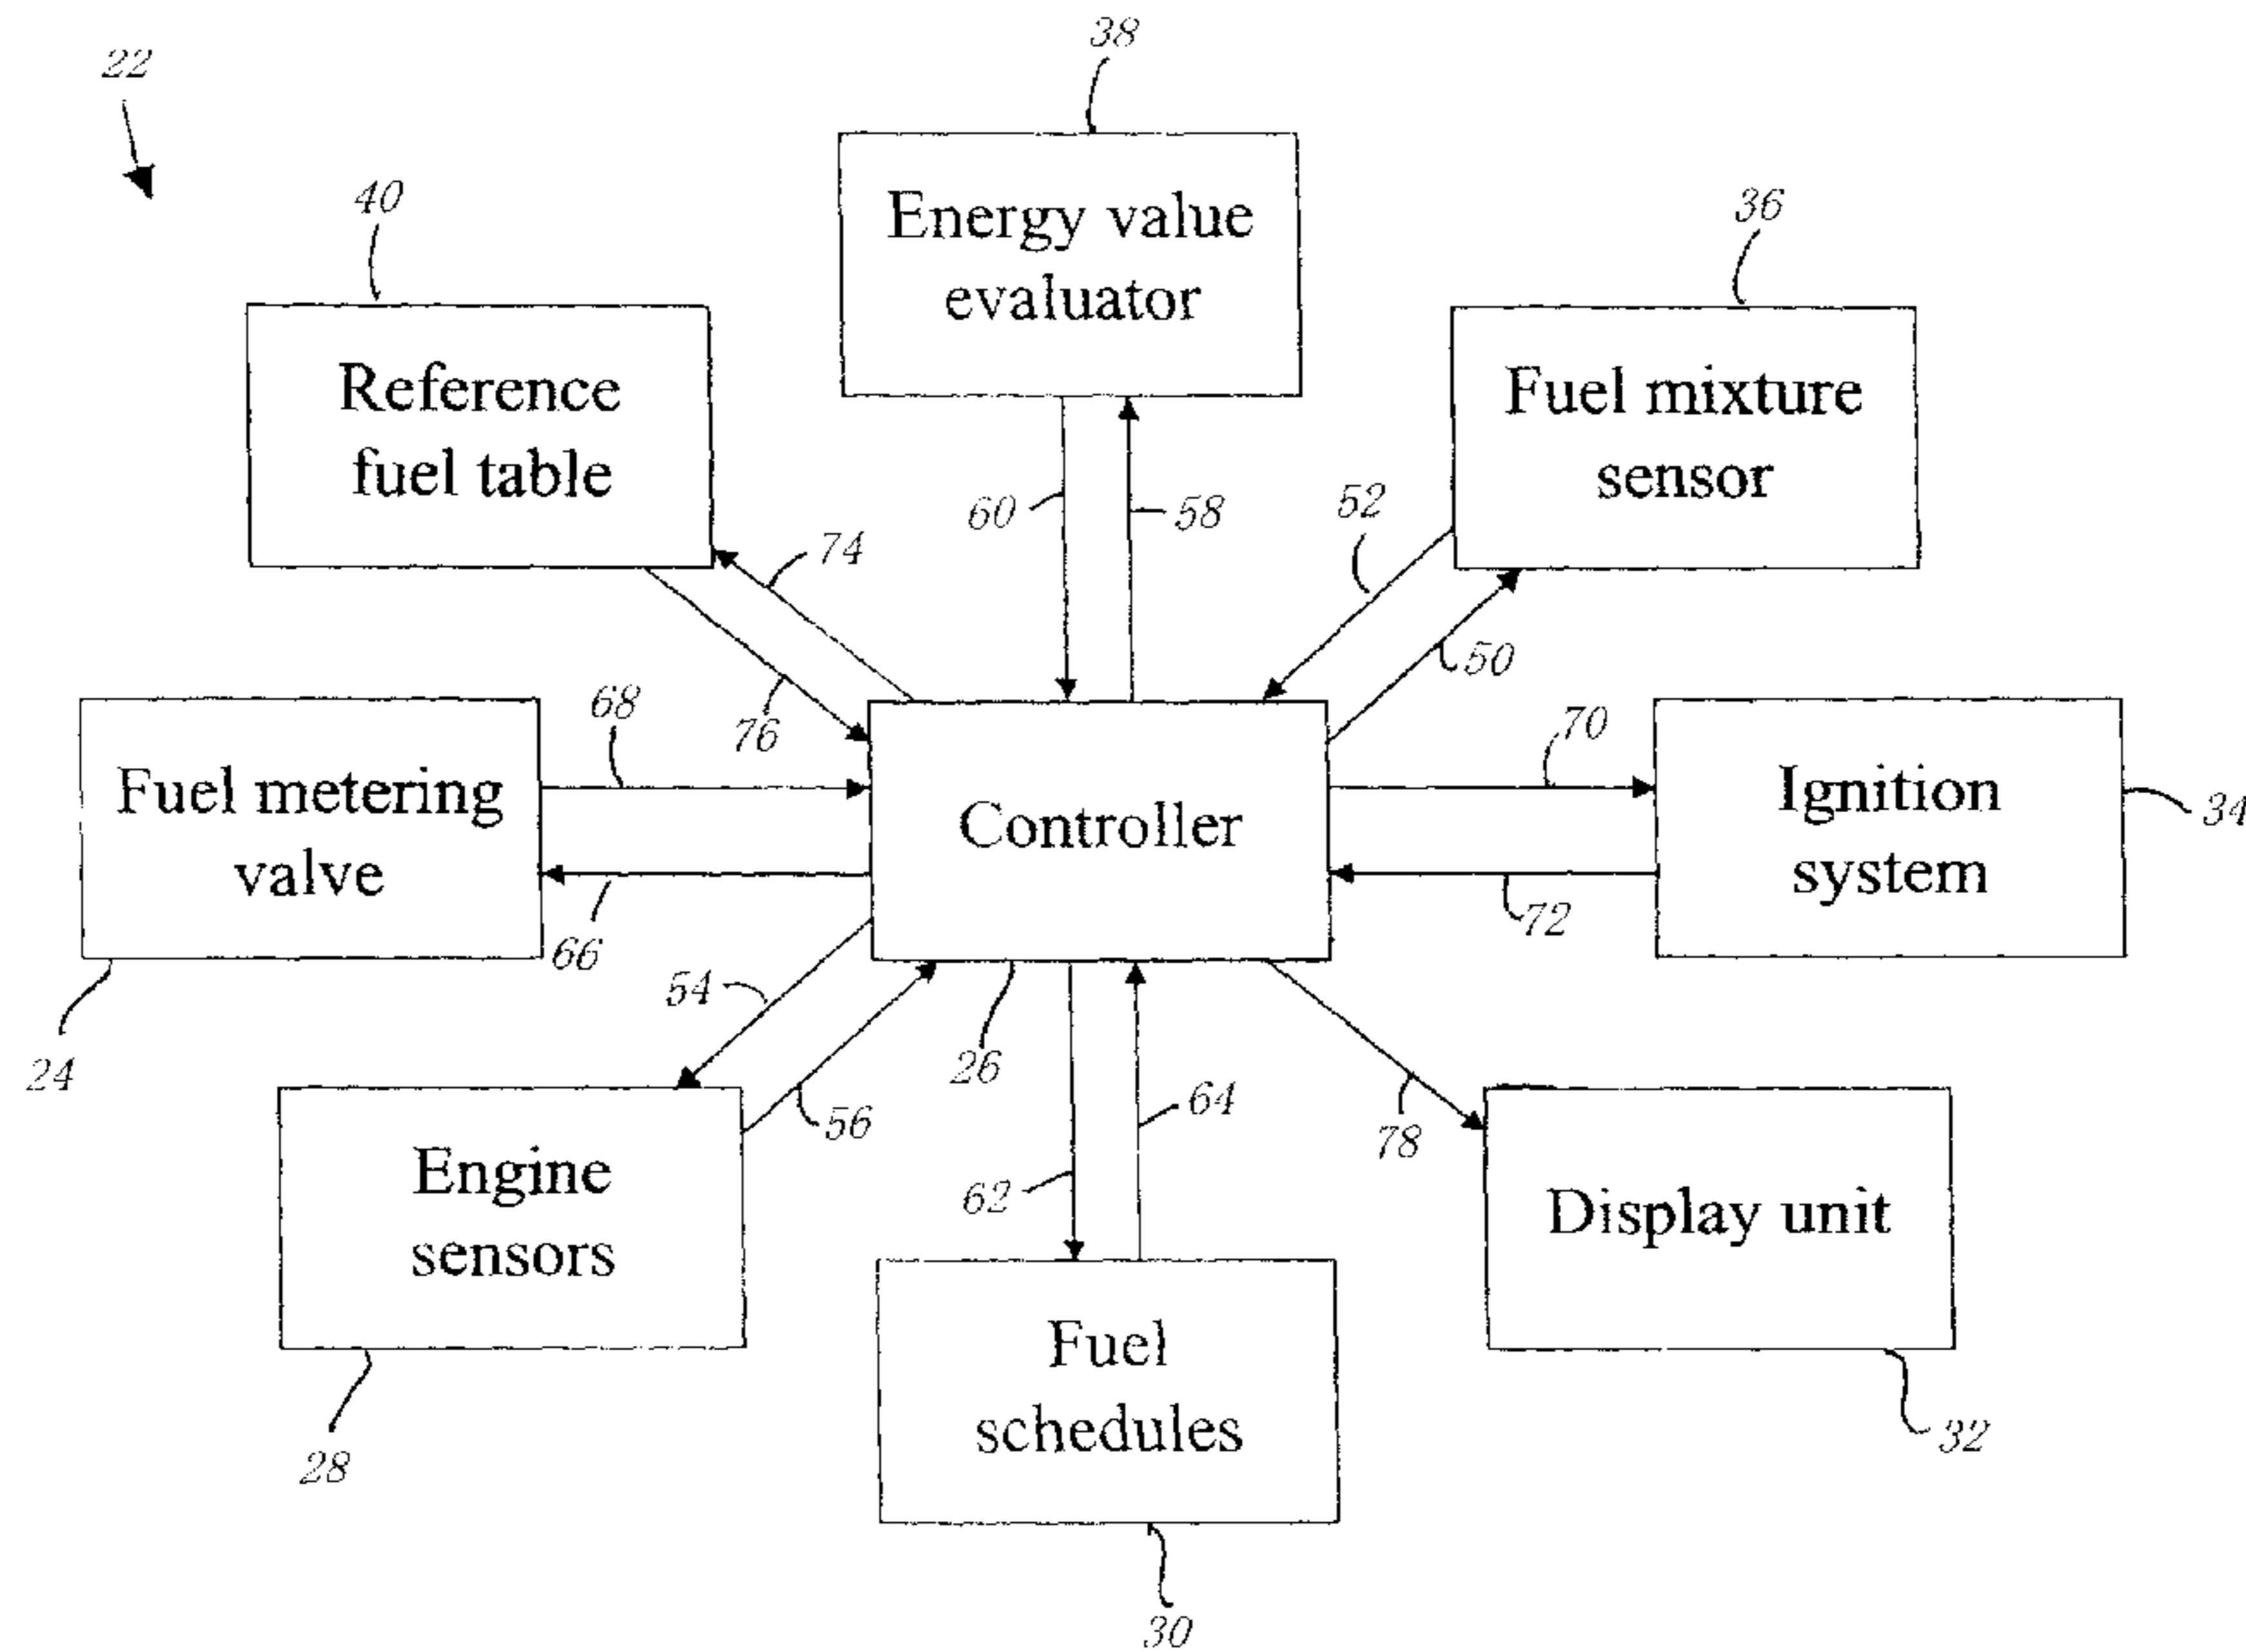 38
22
40
Energy value
evaluator
36
Reference
fuel table
Fuel mixture
sensor
60
58
52
74
50
68
76
70
Fuel metering
valve
Controller
Ignition
system
34
66
72
54
24
26
56
64
78
62
Engine
sensors
Display unit
Fuel
schedules
28
32
30